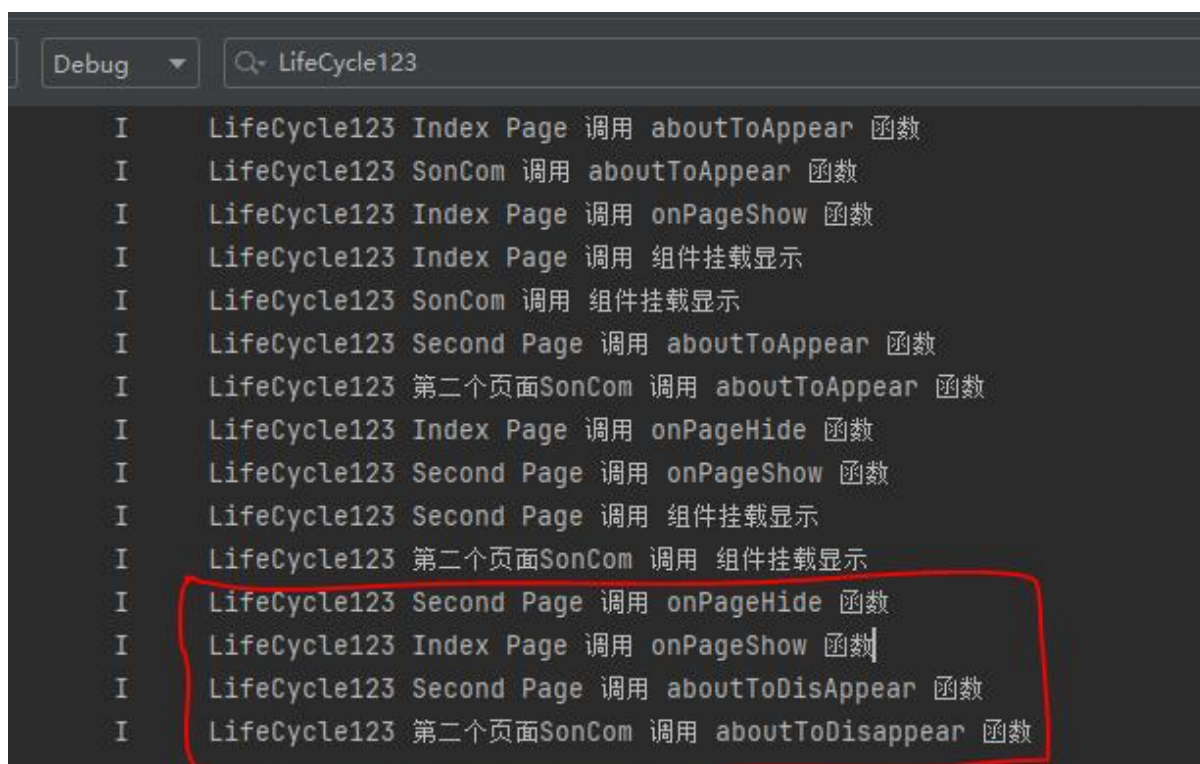 Debug
LifeCycle123
I LifeCycle123 Index Page 调用 aboutToAppear 函数
I LifeCycle123 SonCom 调用 aboutToAppear 函数
I LifeCycle123 Index Page 调用 onPageShow 函数
I LifeCycle123 Index Page 调用 组件挂载显示
I LifeCycle123 SonCom 调用 组件挂载显示
I LifeCycle123 Second Page 调用 aboutToAppear 函数
I LifeCycle123 第二个页面SonCom 调用 aboutToAppear 函数
I LifeCycle123 Index Page 调用 onPageHide 函数
I LifeCycle123 Second Page 调用 onPageShow 函数
I LifeCycle123 Second Page 调用 组件挂载显示
I LifeCycle123 第二个页面SonCom 调用 组件挂载显示
I LifeCycle123 Second Page 调用 onPageHide 函数
I LifeCycle123 Index Page 调用 onPageShow 函数
I LifeCycle123 Second Page 调用 aboutToDisAppear 函数
I LifeCycle123 第二个页面SonCom 调用 aboutToDisappear 函数